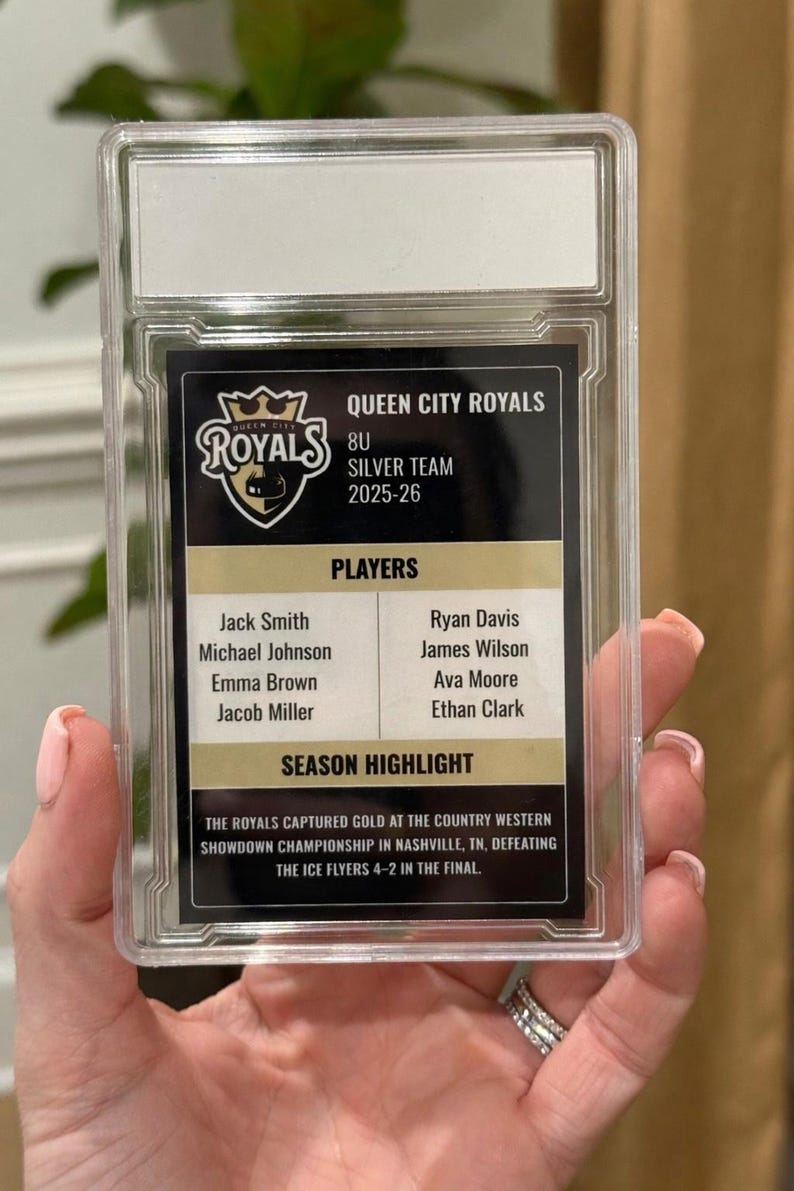 QUEEN CITY
ROYALS
QUEEN CITY ROYALS
8U
SILVER TEAM
2025-26
PLAYERS
Jack Smith
Michael Johnson
Emma Brown
Jacob Miller
Ryan Davis
James Wilson
Ava Moore
Ethan Clark
SEASON HIGHLIGHT
THE ROYALS CAPTURED GOLD AT THE COUNTRY WESTERN
SHOWDOWN CHAMPIONSHIP IN NASHVILLE, TN, DEFEATING
THE ICE FLYERS 4–2 IN THE FINAL.